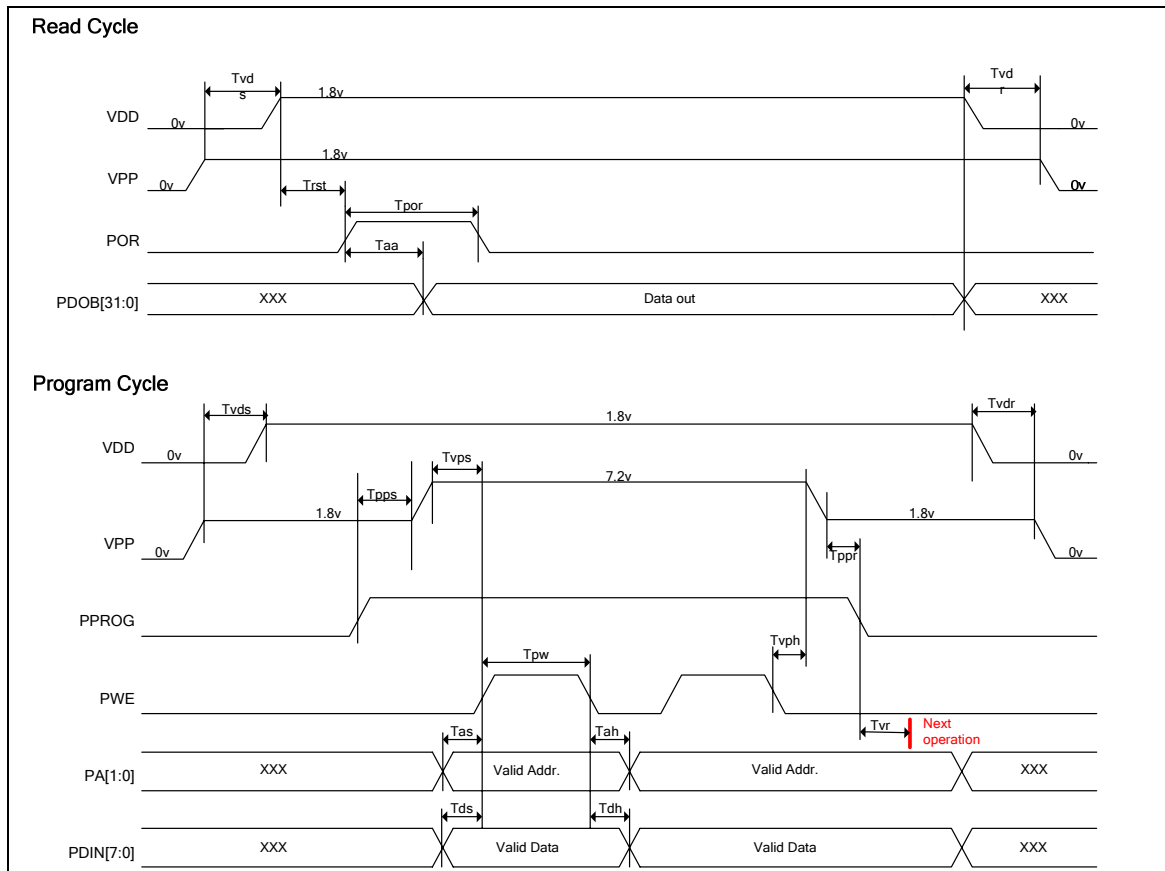 Read Cycle
Tvd
s
Tvd
r
1.8v
VDD
0v
0v
1.8v
VPP
0v
0v
Trst
Tpor
POR
Taa
PDOB[31:0]
XXX
Data out
XXX
Program Cycle
Tvds
Tvdr
1.8v
VDD
0v
0v
Tvps
7.2v
Tpps
1.8v
1.8v
VPP
0v
0v
Tppr
PPROG
Tvph
Tpw
PWE
Tvr
Next
operation
Tas
Tah
PA[1:0]
XXX
Valid Addr.
Valid Addr.
XXX
Tds
Tdh
PDIN[7:0]
XXX
Valid Data
Valid Data
XXX